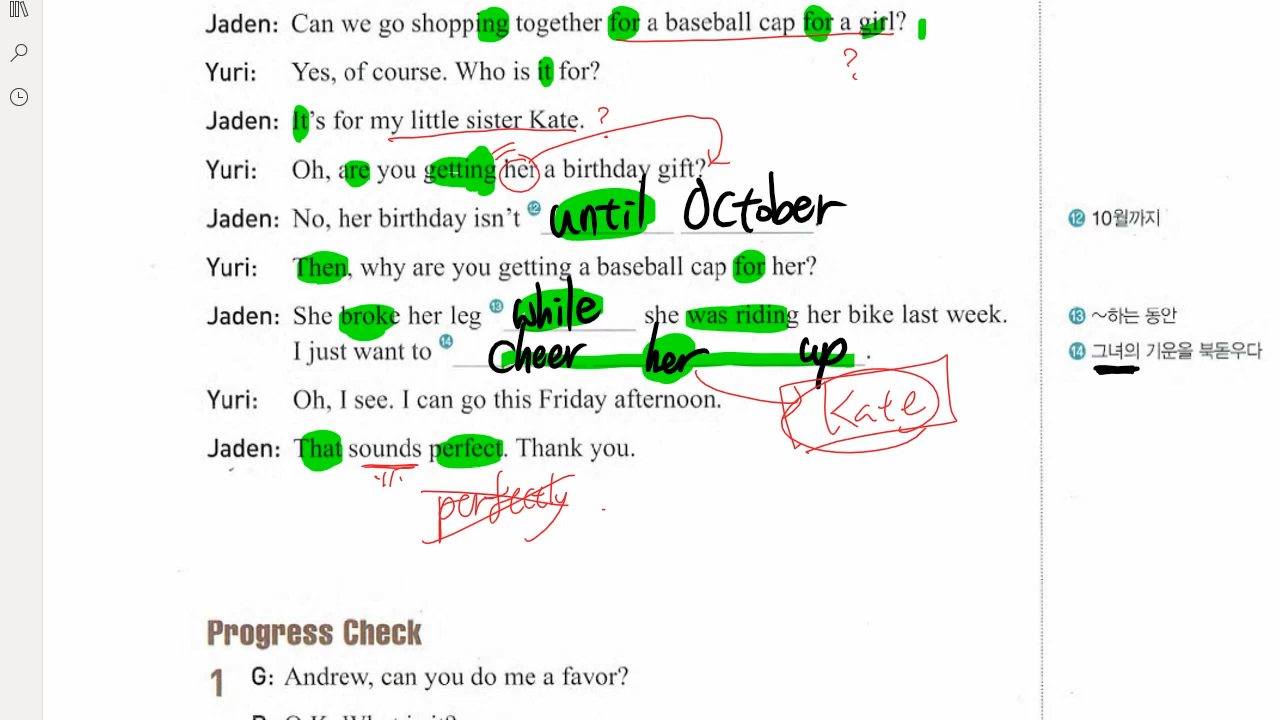 Jaden: Can we go shopping together for a baseball cap for a girl?
?
Yuri: Yes, of course. Who is it for?
Jaden: It's for my little sister Kate. ?
Yuri: Oh, are you getting her a birthday gift?
Jaden: No, her birthday isn't ⑫ until October
⑫ 10월까지
Yuri: Then, why are you getting a baseball cap for her?
Jaden: She broke her leg ⑬ while she was riding her bike last week.
⑬ ~하는 동안
I just want to ⑭ cheer her up.
⑭ 그녀의 기운을 북돋우다
Yuri: Oh, I see. I can go this Friday afternoon.
Kate
Jaden: That sounds perfect. Thank you.
perfectly
Progress Check
1 G: Andrew, can you do me a favor?
B: O.K. What is it?